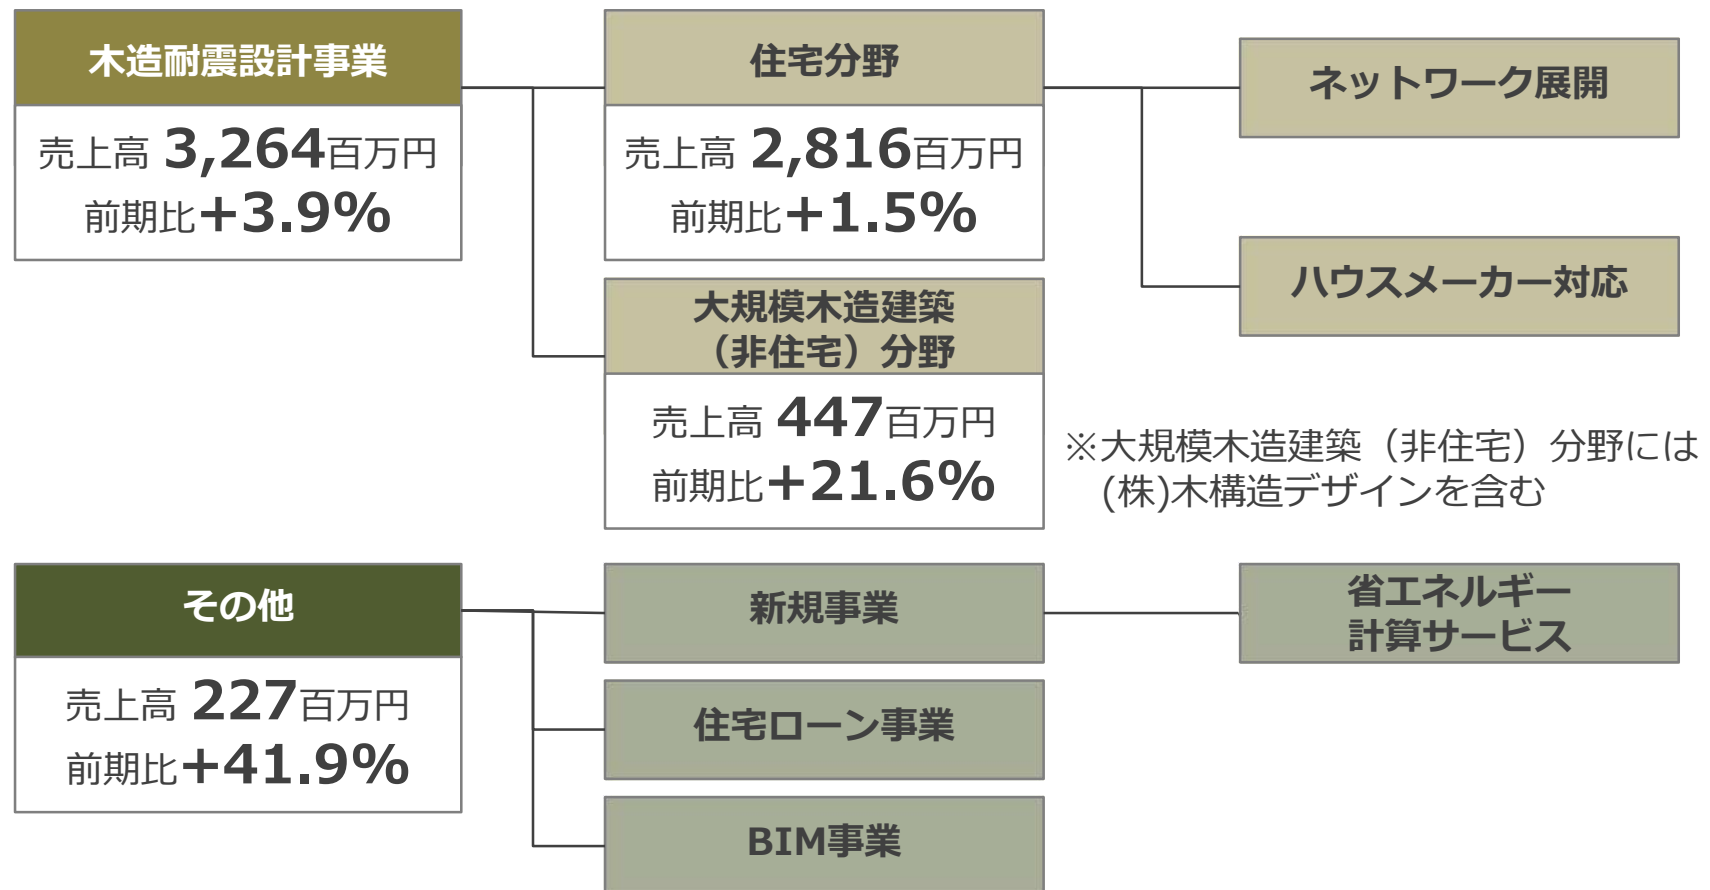 木造耐震設計事業
売上高 3,264百万円
前期比+3.9%
住宅分野
売上高 2,816百万円
前期比+1.5%
ネットワーク展開
ハウスメーカー対応
大規模木造建築
（非住宅）分野
売上高 447百万円
前期比+21.6%
※大規模木造建築（非住宅）分野には
(株)木構造デザインを含む
その他
売上高 227百万円
前期比+41.9%
新規事業
省エネルギー
計算サービス
住宅ローン事業
BIM事業